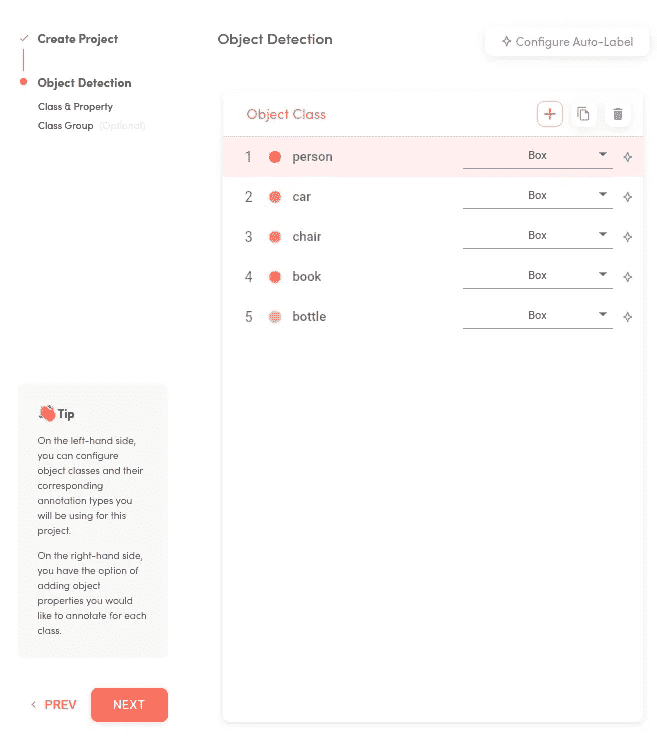 Create Project
Object Detection
Class & Property
Class Group (Optional)
Tip
On the left-hand side,
you can configure
object classes and their
corresponding
annotation types you
will be using for this
project.
On the right-hand side,
you have the option of
adding object
properties you would
like to annotate for each
class.
PREV NEXT
Object Detection
Configure Auto-Label
Object Class
1 person Box
2 car Box
3 chair Box
4 book Box
5 bottle Box